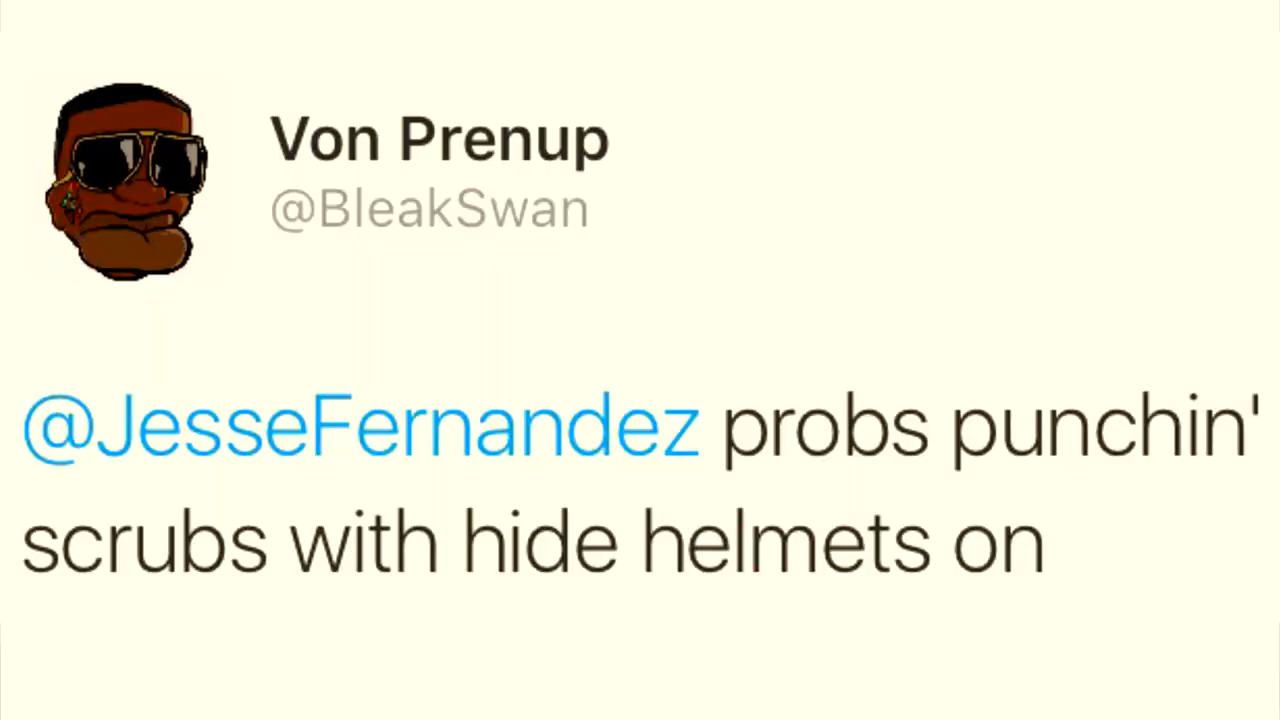 Von Prenup
@BleakSwan
@JesseFernandez probs punchin'
scrubs with hide helmets on